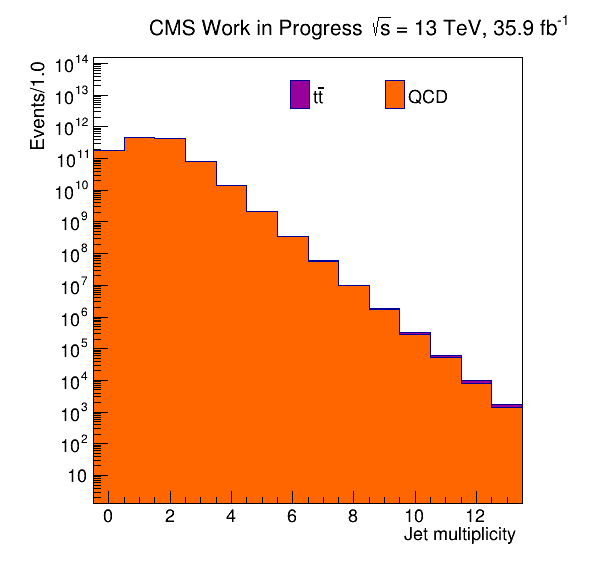 CMS Work in Progress √s = 13 TeV, 35.9 fb⁻¹
Events/1.0
tt̄
QCD
10¹⁴
10¹³
10¹²
10¹¹
10¹⁰
10⁹
10⁸
10⁷
10⁶
10⁵
10⁴
10³
10²
10
0 2 4 6 8 10 12
Jet multiplicity